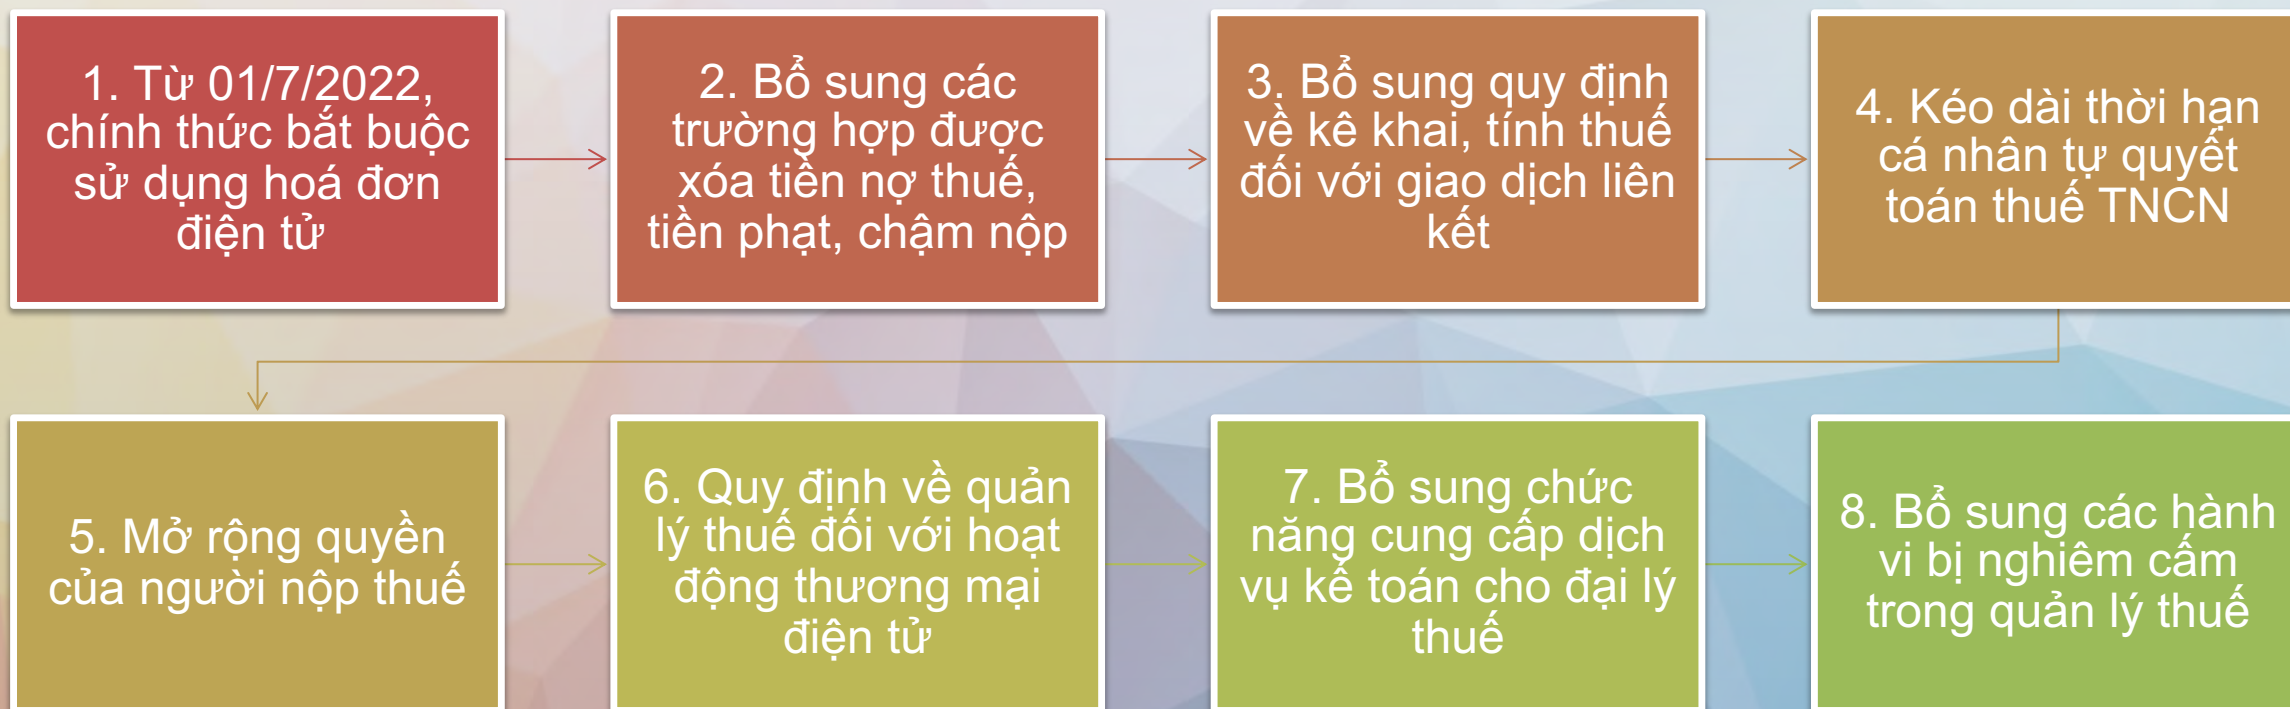 1. Từ 01/7/2022,
chính thức bắt buộc
sử dụng hoá đơn
điện tử
2. Bổ sung các
trường hợp được
xóa tiền nợ thuế,
tiền phạt, chậm nộp
3. Bổ sung quy định
về kê khai, tính thuế
đối với giao dịch liên
kết
4. Kéo dài thời hạn
cá nhân tự quyết
toán thuế TNCN
5. Mở rộng quyền
của người nộp thuế
6. Quy định về quản
lý thuế đối với hoạt
động thương mại
điện tử
7. Bổ sung chức
năng cung cấp dịch
vụ kế toán cho đại lý
thuế
8. Bổ sung các hành
vi bị nghiêm cấm
trong quản lý thuế